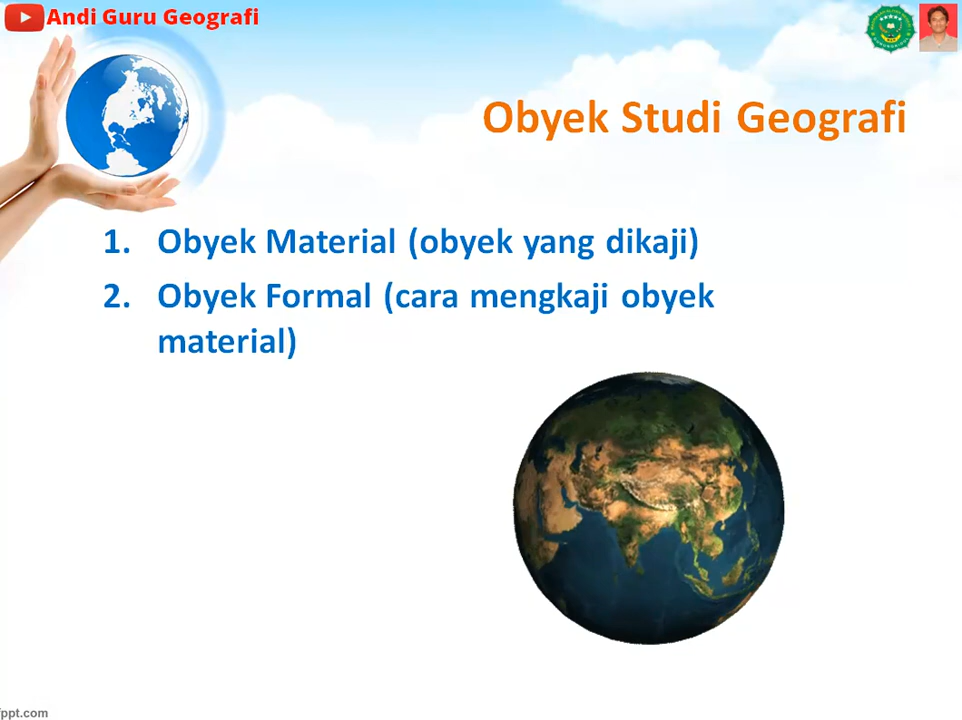 Andi Guru Geografi
Obyek Studi Geografi
1. Obyek Material (obyek yang dikaji)
2. Obyek Formal (cara mengkaji obyek
material)
fppt.com